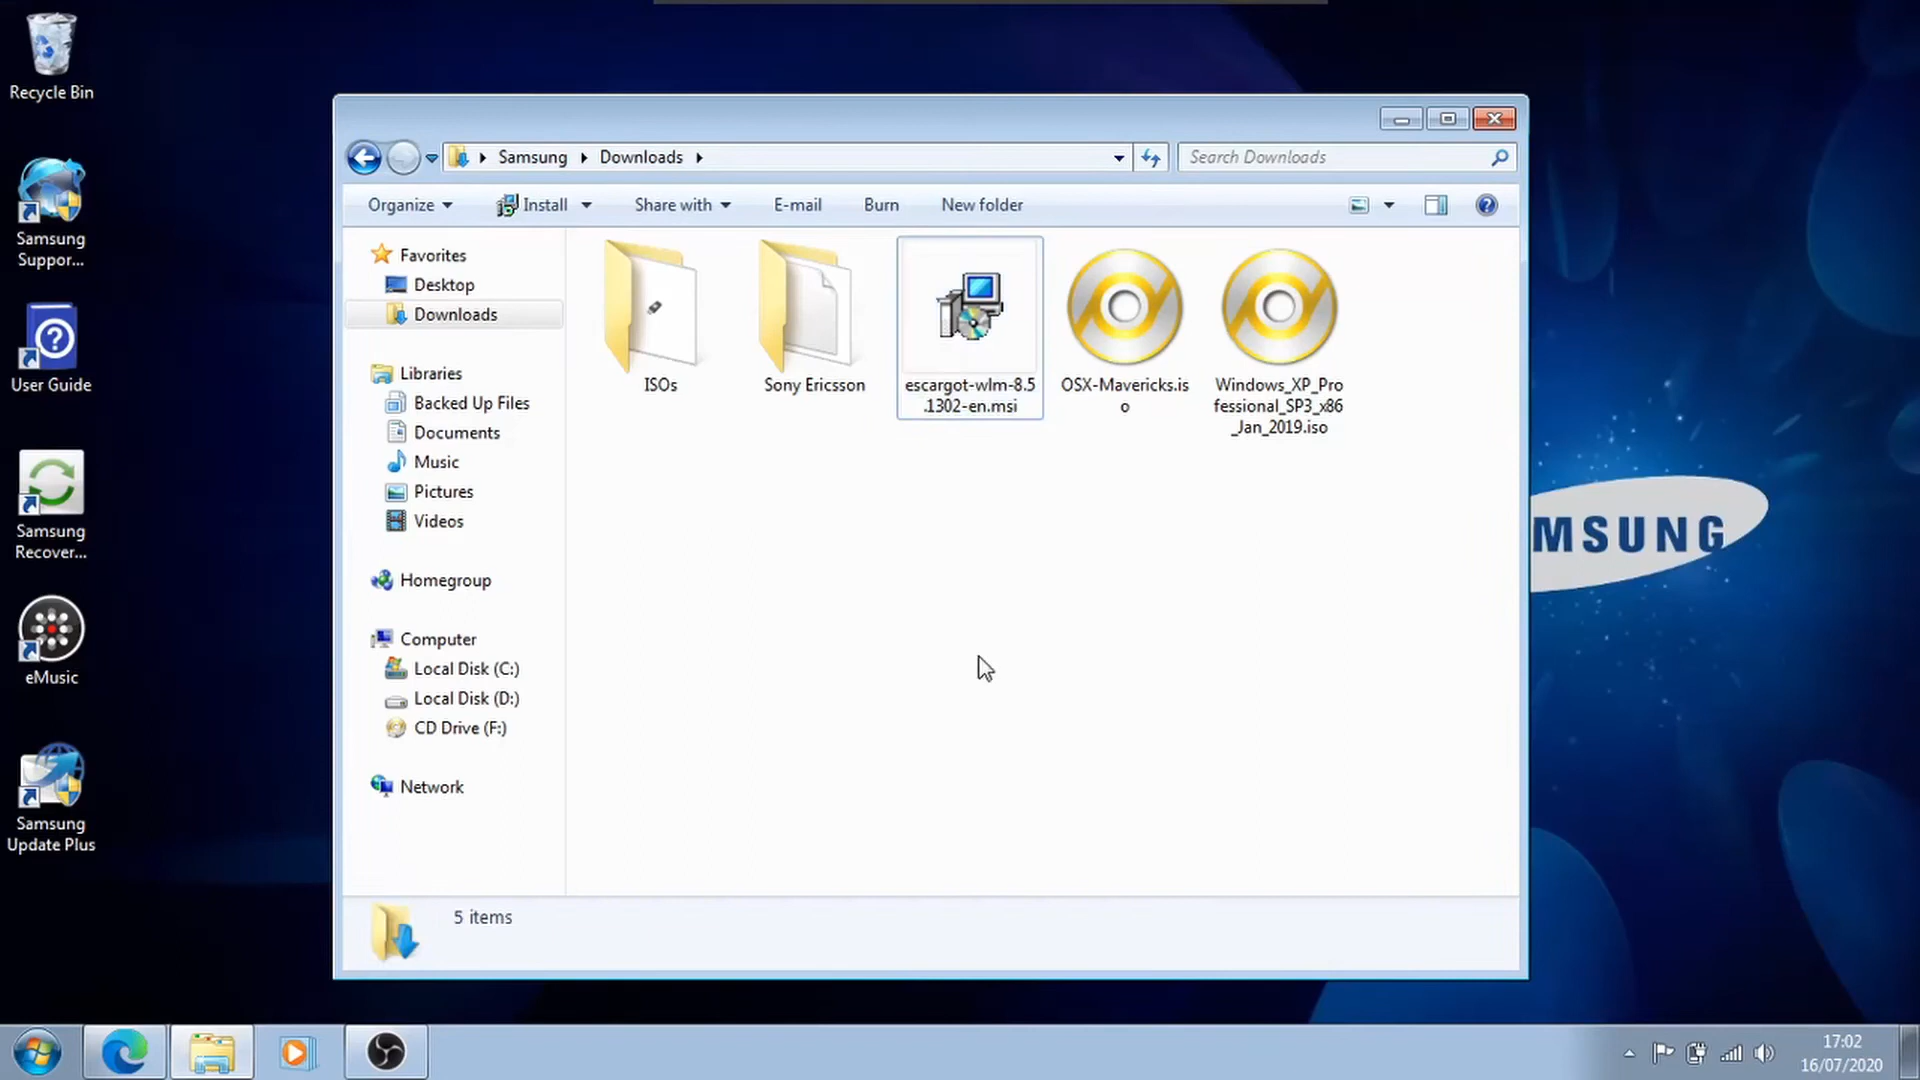 Recycle Bin
Samsung
Suppor...
User Guide
Samsung
Recover...
eMusic
Samsung
Update Plus
Samsung
Downloads
Search Downloads
Organize
Install
Share with
E-mail
Burn
New folder
Favorites
Desktop
Downloads
Libraries
Backed Up Files
Documents
Music
Pictures
Videos
Homegroup
Computer
Local Disk (C:)
Local Disk (D:)
CD Drive (F:)
Network
ISOs
Sony Ericsson
escargot-wlm-8.5
.1302-en.msi
OSX-Mavericks.is
o
Windows_XP_Pro
fessional_SP3_x86
_Jan_2019.iso
5 items
MSUNG
17:02
16/07/2020